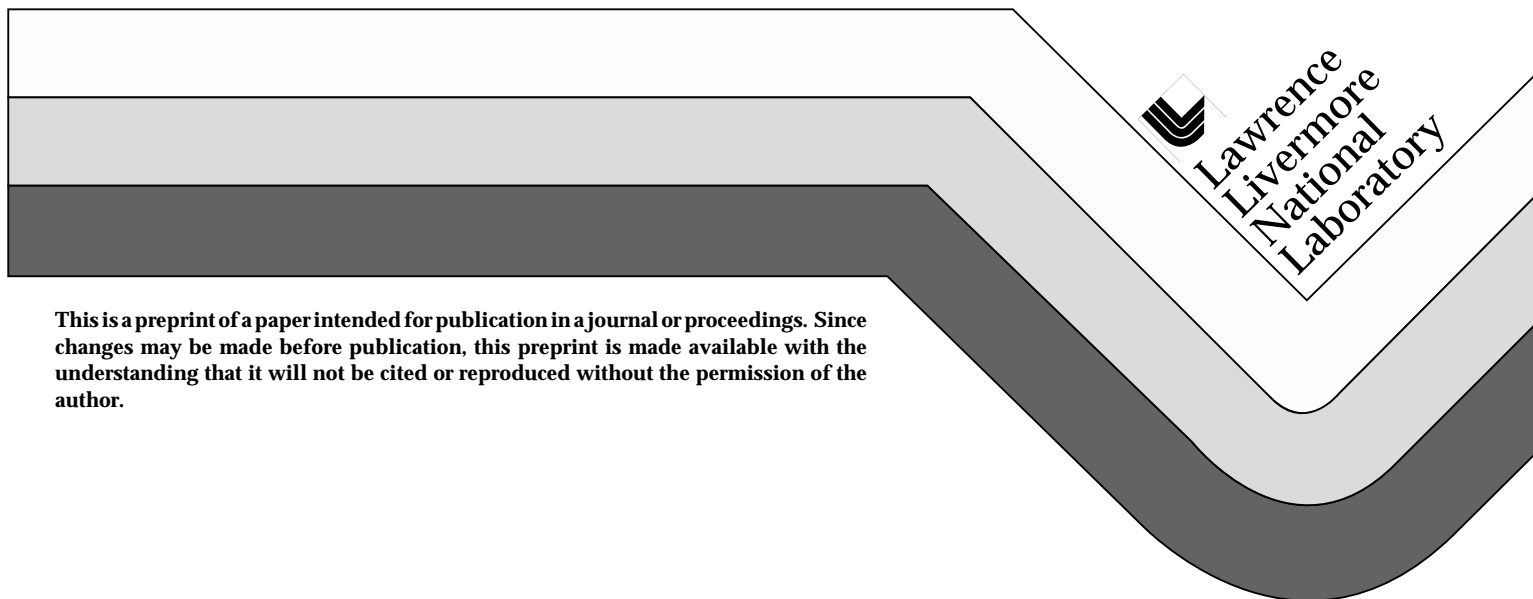 Lawrence
Livermore
National
Laboratory
This is a preprint of a paper intended for publication in a journal or proceedings. Since
changes may be made before publication, this preprint is made available with the
understanding that it will not be cited or reproduced without the permission of the
author.